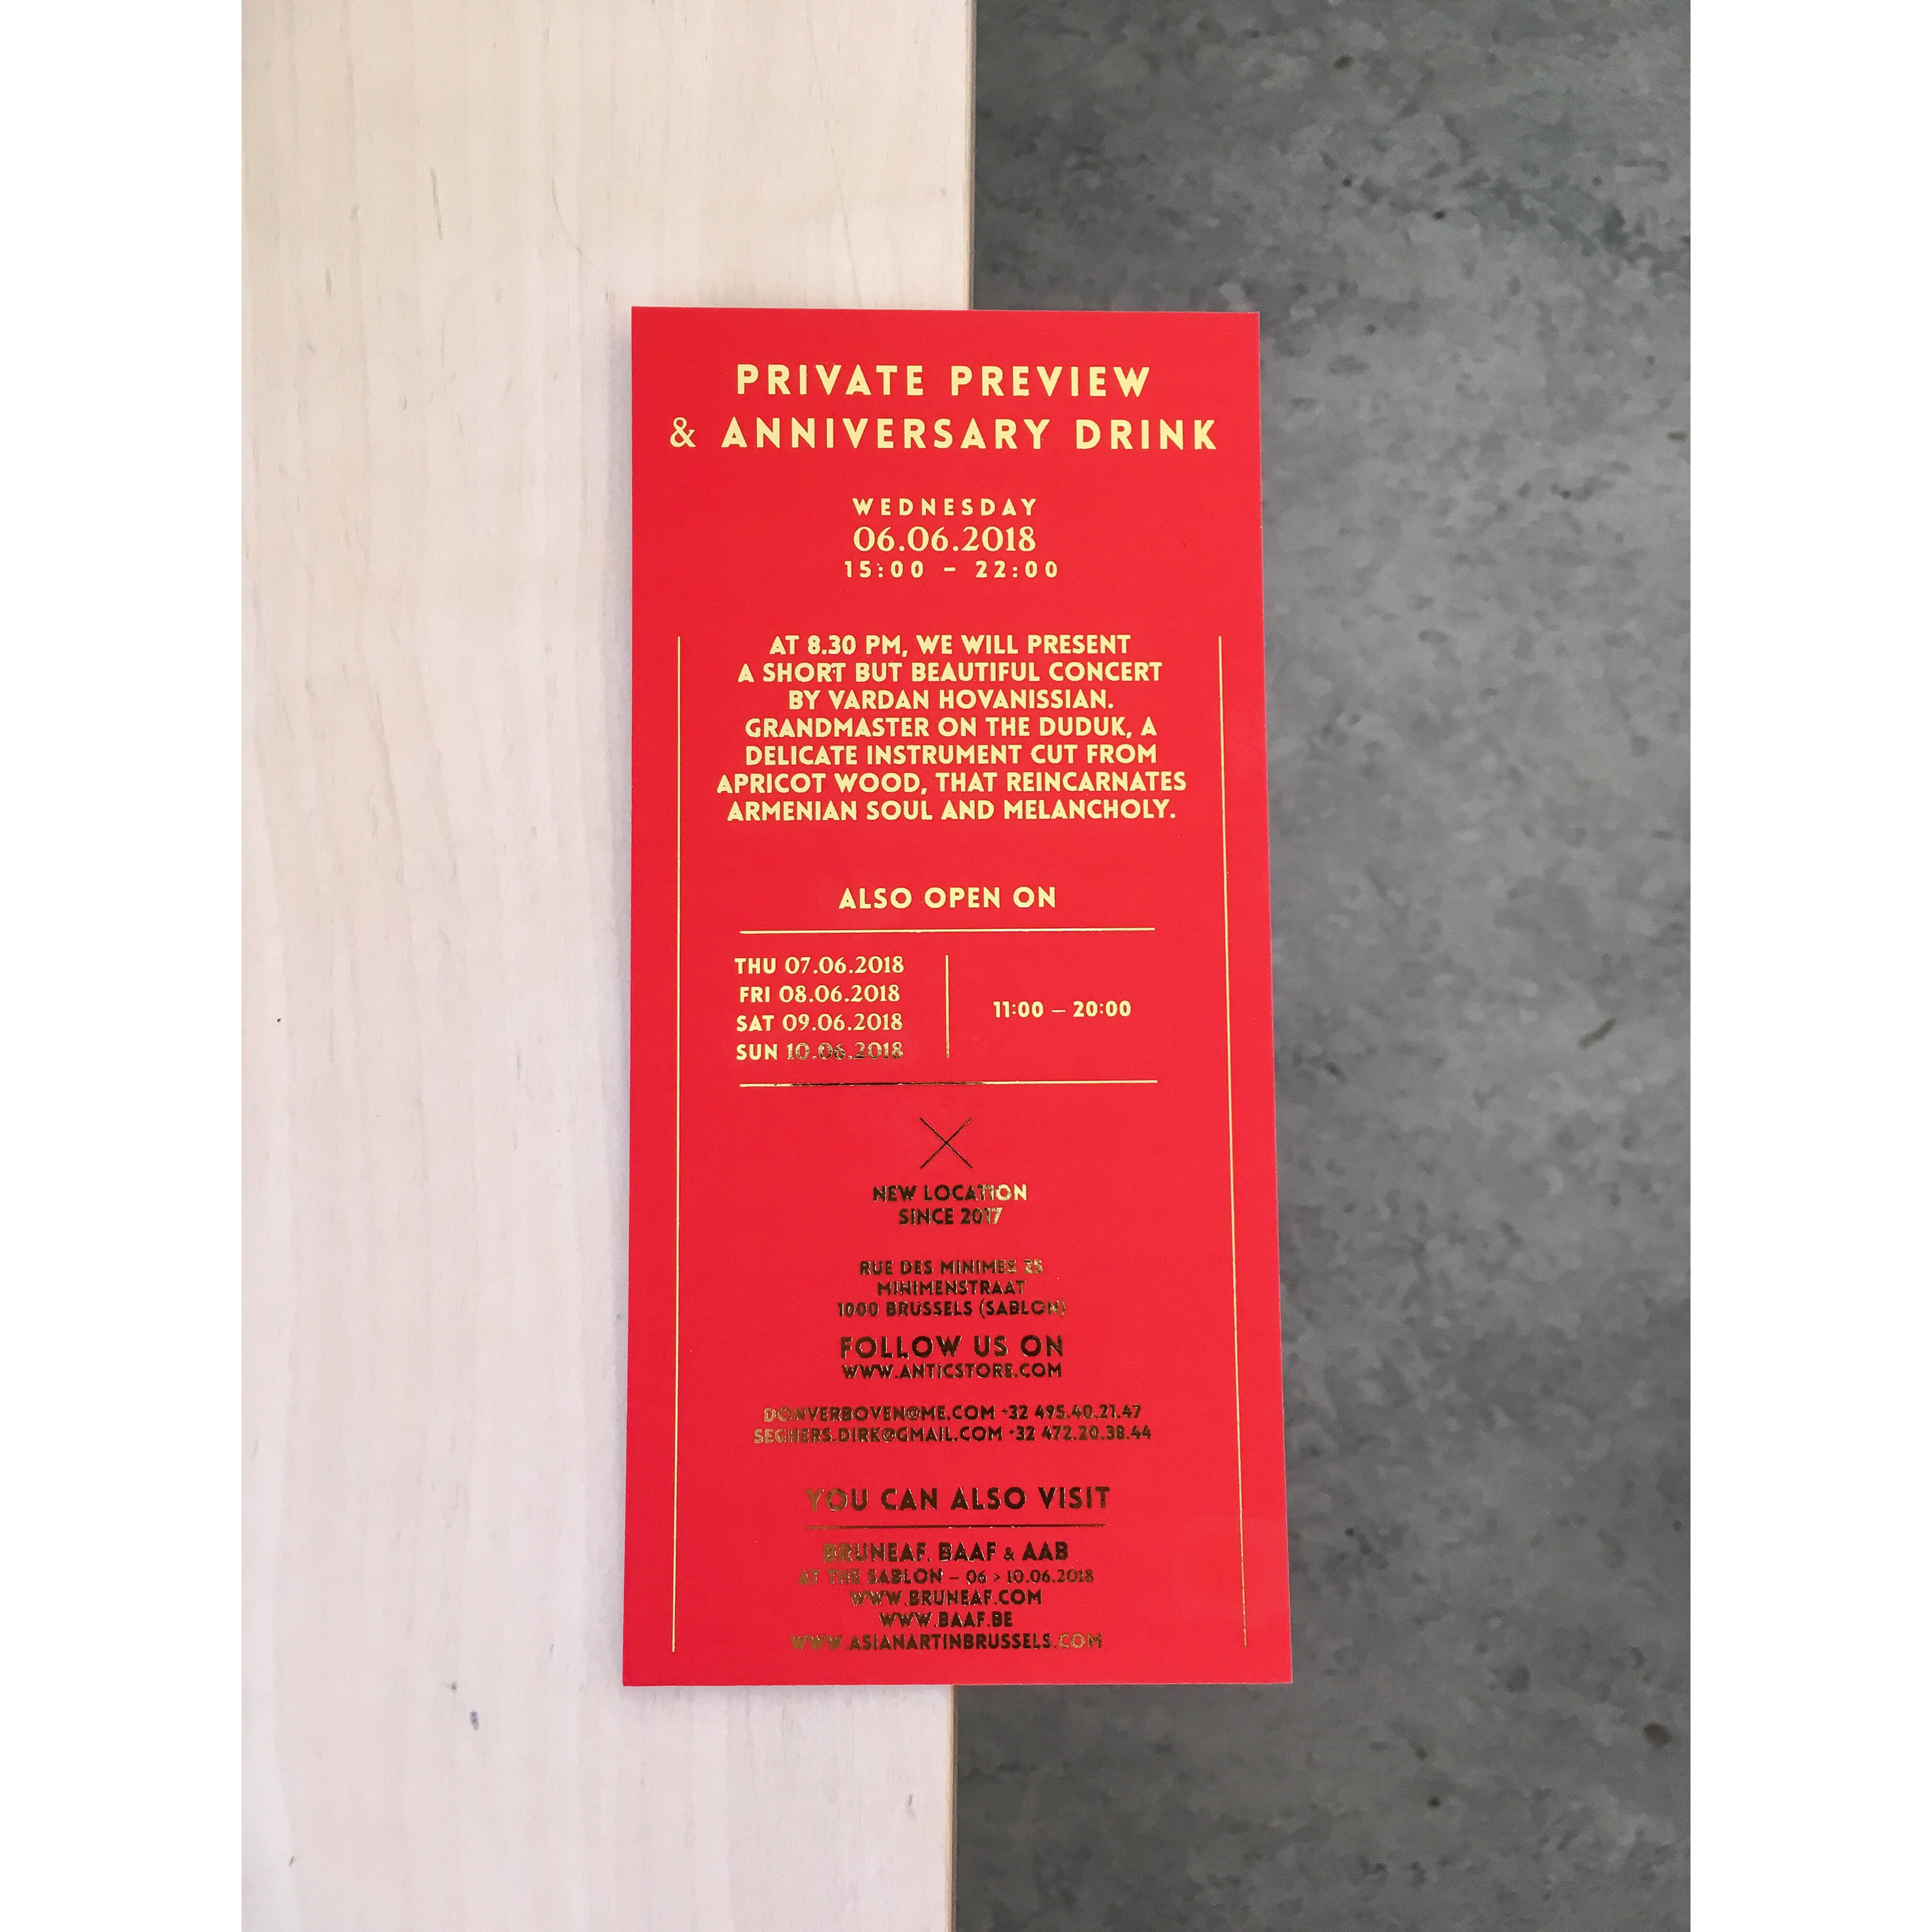 PRIVATE PREVIEW
& ANNIVERSARY DRINK
WEDNESDAY
06.06.2018
15:00 – 22:00
AT 8.30 PM, WE WILL PRESENT
A SHORT BUT BEAUTIFUL CONCERT
BY VARDAN HOVANISSIAN.
GRANDMASTER ON THE DUDUK, A
DELICATE INSTRUMENT CUT FROM
APRICOT WOOD, THAT REINCARNATES
ARMENIAN SOUL AND MELANCHOLY.
ALSO OPEN ON
THU 07.06.2018
FRI 08.06.2018
11:00 – 20:00
SAT 09.06.2018
SUN 10.06.2018
NEW LOCATION
SINCE 2017
RUE DES MINIMES 25
MINIMENSTRAAT
1000 BRUSSELS (SABLON)
FOLLOW US ON
WWW.ANTICSTORE.COM
DONVERBOVEN@ME.COM +32 495.40.21.47
SEGHERS.DIRK@GMAIL.COM +32 472.20.38.44
YOU CAN ALSO VISIT
BRUNEAF, BAAF & AAB
AT THE SABLON – 06 > 10.06.2018
WWW.BRUNEAF.COM
WWW.BAAF.BE
WWW.ASIANARTINBRUSSELS.COM